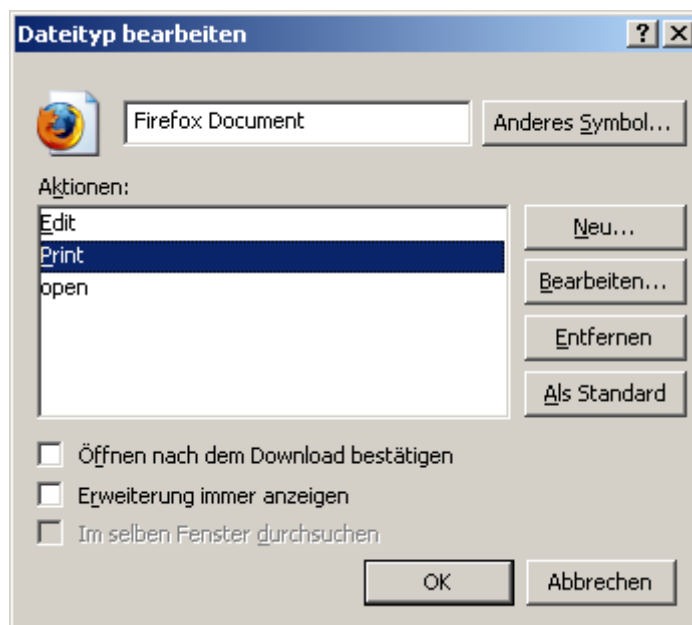 Dateityp bearbeiten
Firefox Document
Anderes Symbol...
Aktionen:
Edit
Print
open
Neu...
Bearbeiten...
Entfernen
Als Standard
Öffnen nach dem Download bestätigen
Erweiterung immer anzeigen
Im selben Fenster durchsuchen
OK
Abbrechen